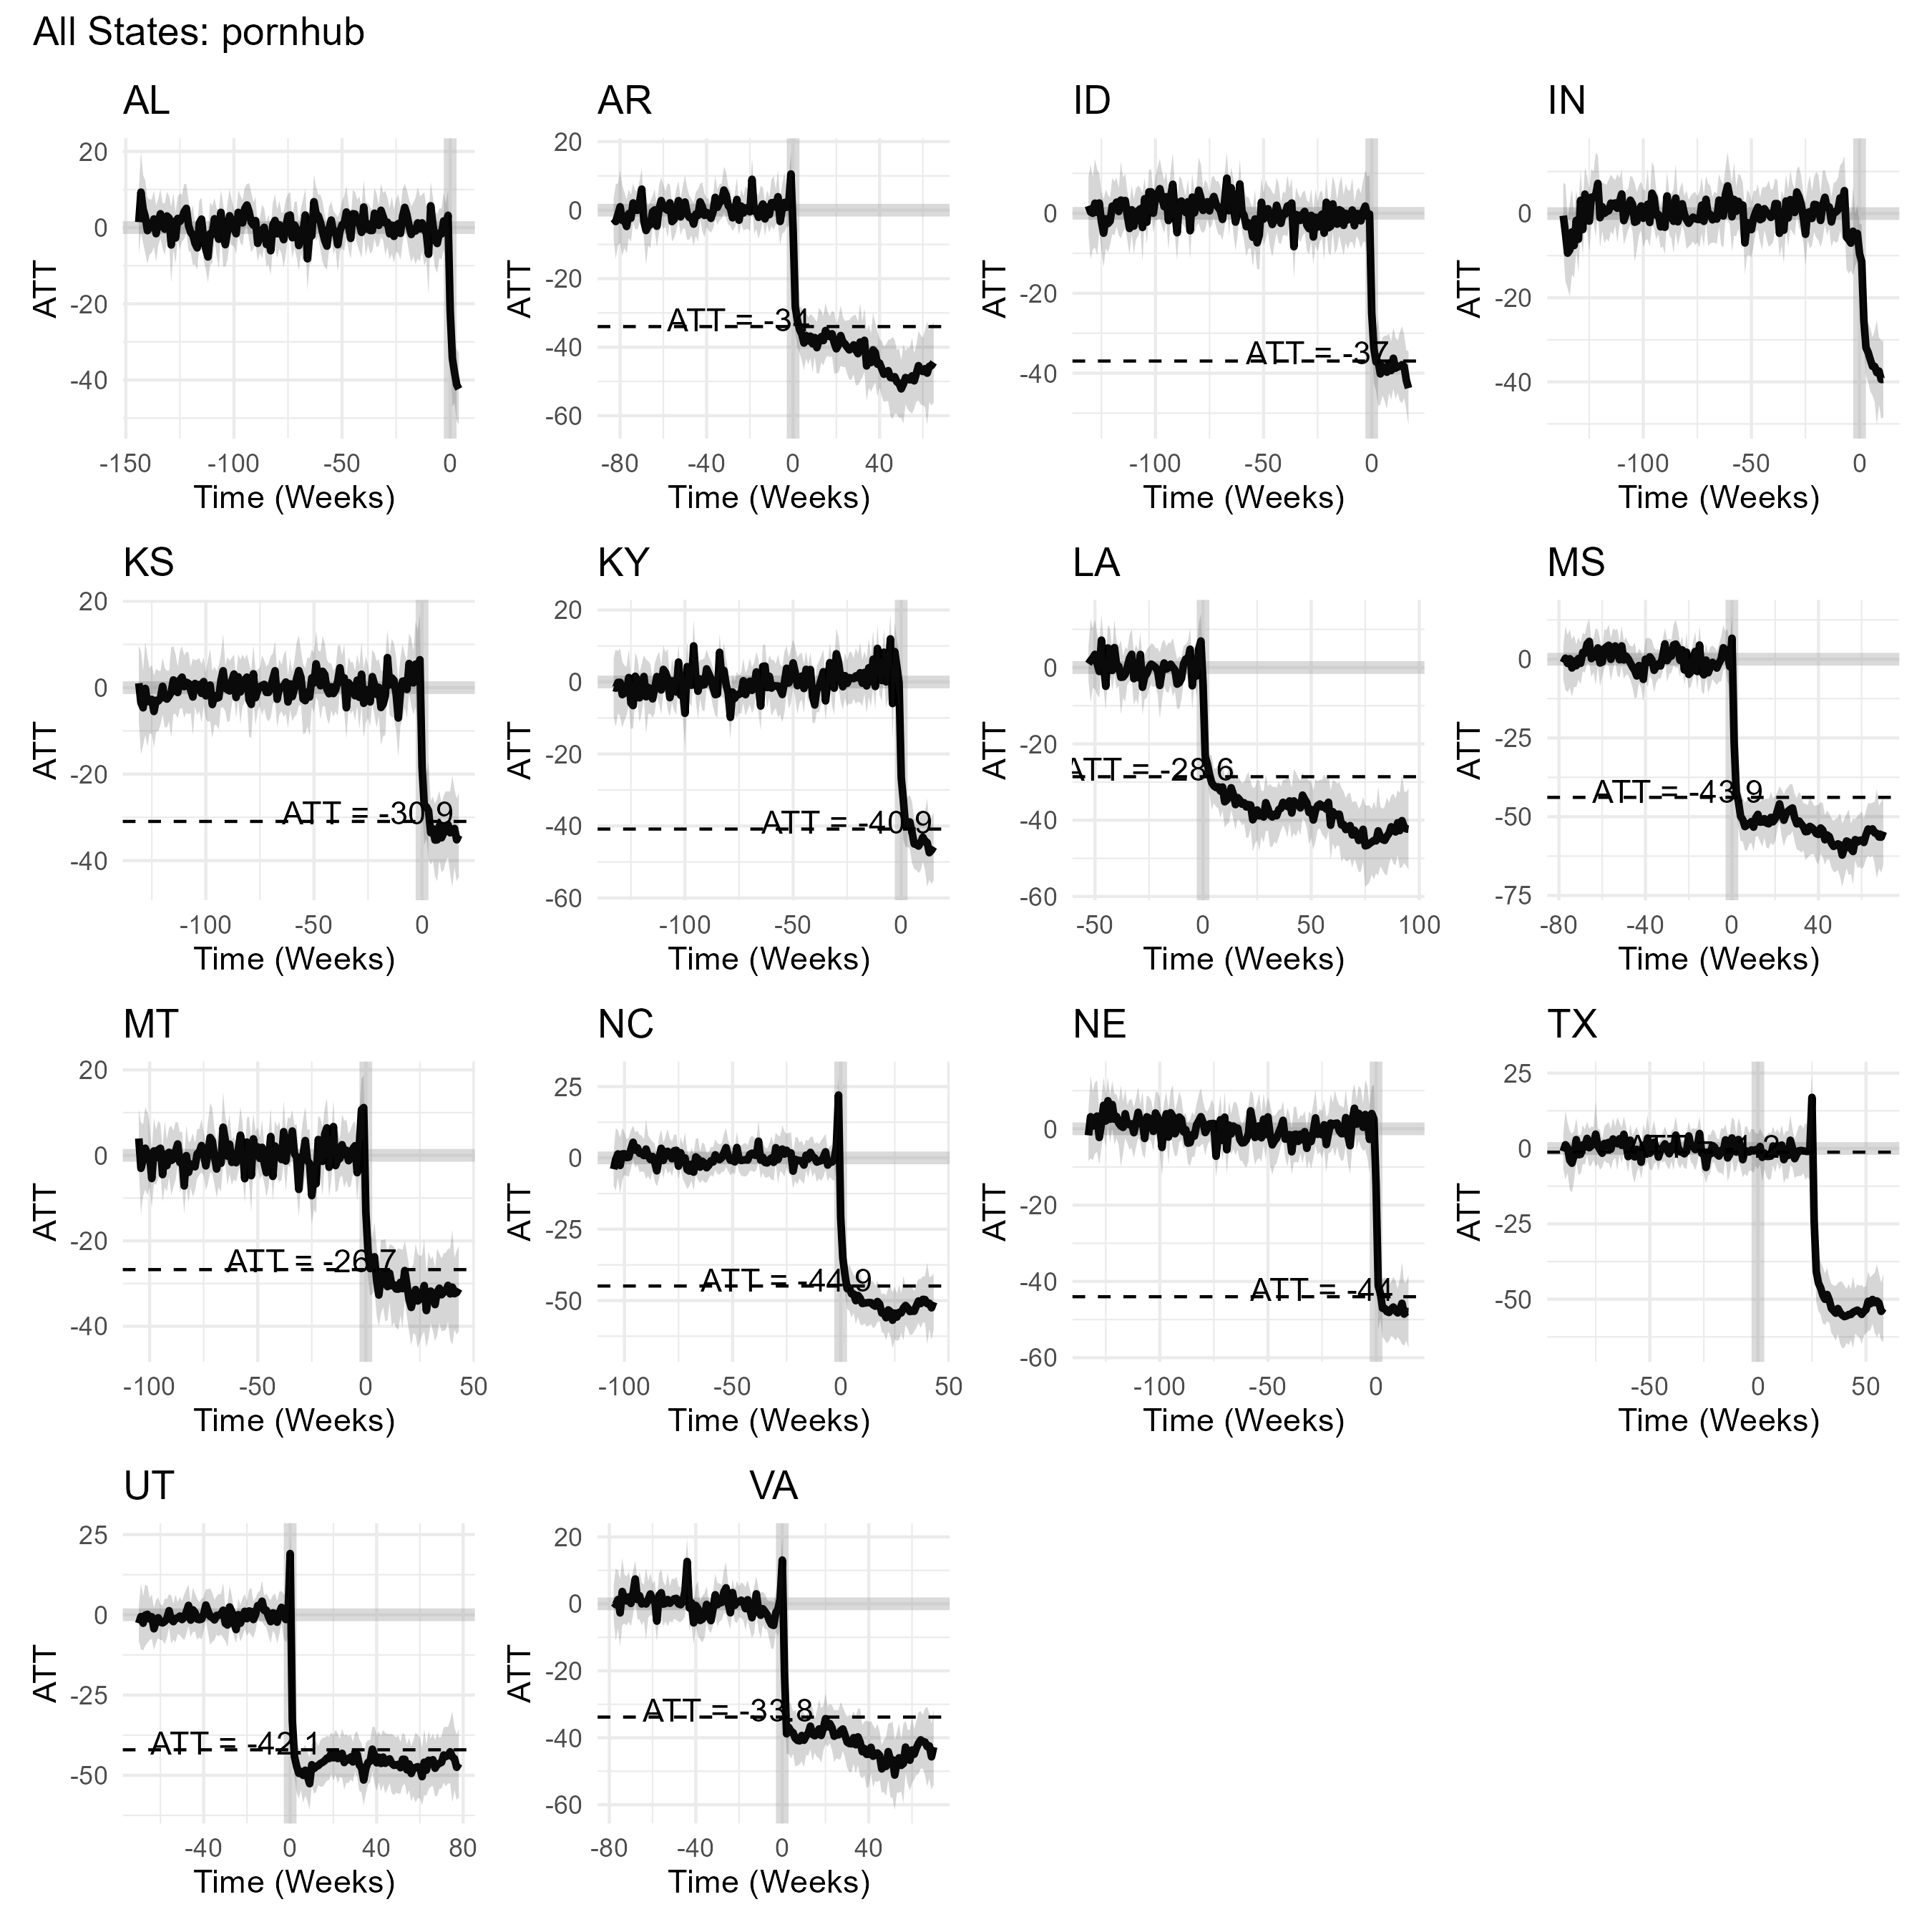 All States: pornhub
AL
20
0
-20
-40
ATT
-150 -100 -50 0
Time (Weeks)
AR
20
0
-20
-40
-60
ATT
ATT = -34
-80 -40 0 40
Time (Weeks)
ID
0
-20
-40
ATT
ATT = -37
-100 -50 0
Time (Weeks)
IN
0
-20
-40
ATT
-100 -50 0
Time (Weeks)
KS
20
0
-20
-40
ATT
ATT = -30.9
-100 -50 0
Time (Weeks)
KY
20
0
-20
-40
-60
ATT
ATT = -40.9
-100 -50 0
Time (Weeks)
LA
0
-20
-40
-60
ATT
ATT = -28.6
-50 0 50 100
Time (Weeks)
MS
0
-25
-50
-75
ATT
ATT = -43.9
-80 -40 0 40
Time (Weeks)
MT
20
0
-20
-40
ATT
ATT = -26.7
-100 -50 0 50
Time (Weeks)
NC
25
0
-25
-50
ATT
ATT = -44.9
-100 -50 0 50
Time (Weeks)
NE
0
-20
-40
-60
ATT
ATT = -44
-100 -50 0
Time (Weeks)
TX
25
0
-25
-50
ATT
-50 0 50
Time (Weeks)
UT
25
0
-25
-50
ATT
ATT = -42.1
-40 0 40 80
Time (Weeks)
VA
20
0
-20
-40
-60
ATT
ATT = -33.8
-80 -40 0 40
Time (Weeks)